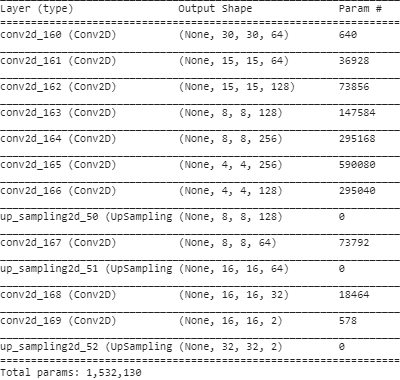 Layer (type) Output Shape Param #
conv2d_160 (Conv2D) (None, 30, 30, 64) 640
conv2d_161 (Conv2D) (None, 15, 15, 64) 36928
conv2d_162 (Conv2D) (None, 15, 15, 128) 73856
conv2d_163 (Conv2D) (None, 8, 8, 128) 147584
conv2d_164 (Conv2D) (None, 8, 8, 256) 295168
conv2d_165 (Conv2D) (None, 4, 4, 256) 590080
conv2d_166 (Conv2D) (None, 4, 4, 128) 295040
up_sampling2d_50 (UpSampling (None, 8, 8, 128) 0
conv2d_167 (Conv2D) (None, 8, 8, 64) 73792
up_sampling2d_51 (UpSampling (None, 16, 16, 64) 0
conv2d_168 (Conv2D) (None, 16, 16, 32) 18464
conv2d_169 (Conv2D) (None, 16, 16, 2) 578
up_sampling2d_52 (UpSampling (None, 32, 32, 2) 0
Total params: 1,532,130